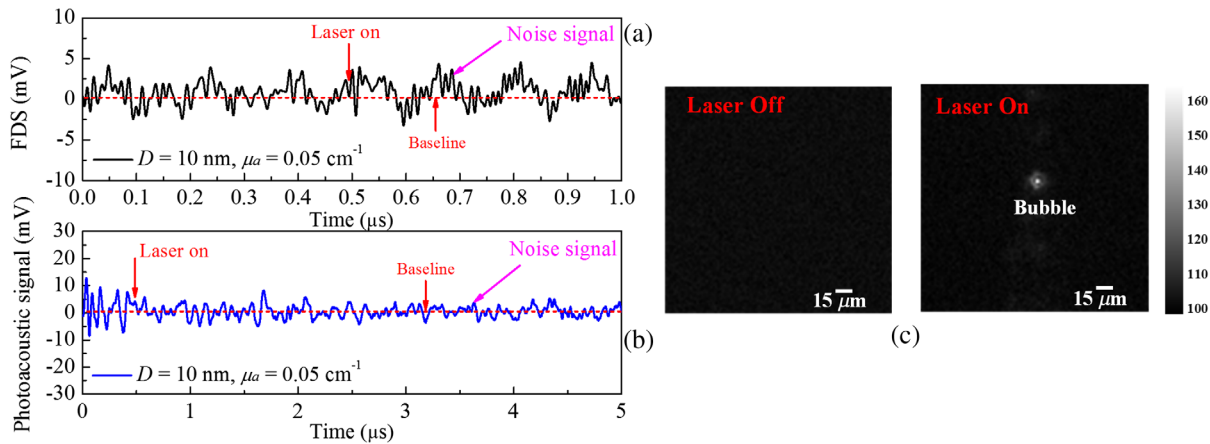 FDS (mV)
10
5
0
-5
-10
Laser on
Noise signal
(a)
Baseline
D = 10 nm, μa = 0.05 cm-1
0.0 0.1 0.2 0.3 0.4 0.5 0.6 0.7 0.8 0.9 1.0
Time (μs)
Photoacoustic signal (mV)
30
20
10
0
-10
-20
-30
Laser on
Baseline
Noise signal
(b)
D = 10 nm, μa = 0.05 cm-1
0 1 2 3 4 5
Time (μs)
Laser Off
15 μm
Laser On
Bubble
15 μm
(c)
160
150
140
130
120
110
100